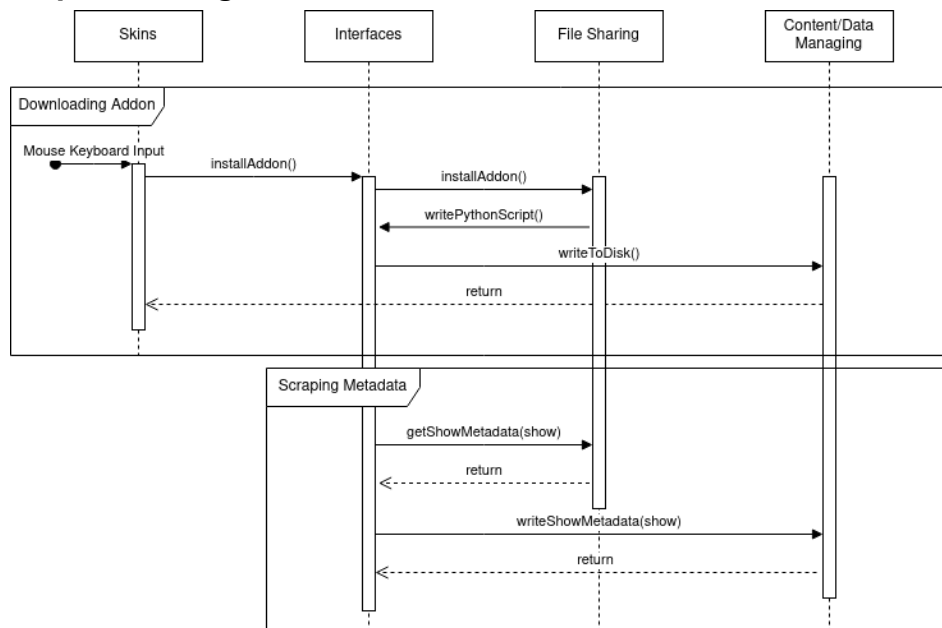 Skins
Interfaces
File Sharing
Content/Data
Managing
Downloading Addon
Mouse Keyboard Input
installAddon()
installAddon()
writePythonScript()
writeToDisk()
return
Scraping Metadata
getShowMetadata(show)
return
writeShowMetadata(show)
return